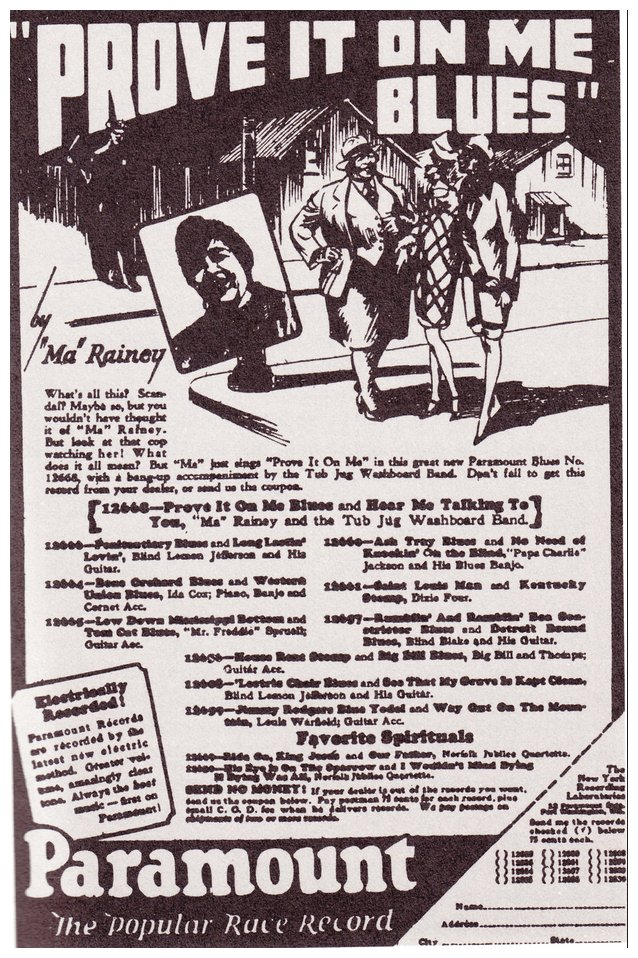 "PROVE IT ON ME
BLUES"
by
"Ma" Rainey
What's all this? Scan-
dal? Maybe so, but you
wouldn't have thought
it of "Ma" Rainey.
But look at that cop
watching her! What
does it all mean? But "Ma" just sings "Prove It On Me" in this great new Paramount Blues No.
12668, with a bang-up accompaniment by the Tub Jug Washboard Band. Don't fail to get this
record from your dealer, or send us the coupon.
[12668—Prove It On Me Blues and Hear Me Talking To
You, "Ma" Rainey and the Tub Jug Washboard Band.]
Penitentiary Blues and Long Lastin'
Lovin', Blind Lemon Jefferson and His
Guitar.
12664—Bone Orchard Blues and Western
Union Blues, Ida Cox; Piano, Banjo and
Cornet Acc.
Low Down Mississippi Bottom and
Tom Cat Blues, "Mr. Freddie" Spruell;
Guitar Acc.
12660—Ash Tray Blues and No Need of
Knockin' On the Blind, "Papa Charlie"
Jackson and His Blues Banjo.
Saint Louis Man and Kentucky
Stomp, Dixie Four.
12657—Ramblin' And Ramblin' Boa Con-
strictor Blues and Detroit Bound
Blues, Blind Blake and His Guitar.
12656—House Rent Stomp and Big Bill Blues, Big Bill and Thomps;
Guitar Acc.
'Lectric Chair Blues and See That My Grave Is Kept Clean,
Blind Lemon Jefferson and His Guitar.
Jimmy Rodgers Blue Yodel and Way Out On The Moun-
tain, Louis Warfield; Guitar Acc.
Favorite Spirituals
Ride On, King Jesus and Our Father, Norfolk Jubilee Quartette.
His Eye Is On The Sparrow and I Wouldn't Mind Dying
If Dying Was All, Norfolk Jubilee Quartette.
SEND NO MONEY! If your dealer is out of the records you want,
send us the coupon below. Pay postman 75 cents for each record, plus
small C. O. D. fee when he delivers records. We pay postage on
shipments of two or more records.
Electrically
Recorded!
Paramount Records
are recorded by the
latest new electric
method. Greater vol-
ume, amazingly clear
tone. Always the best
music — first on
Paramount!
Paramount
The Popular Race Record
The
New York
Recording
Laboratories
Send me the records
checked (√) below
75 cents each.
Name
Address
City State